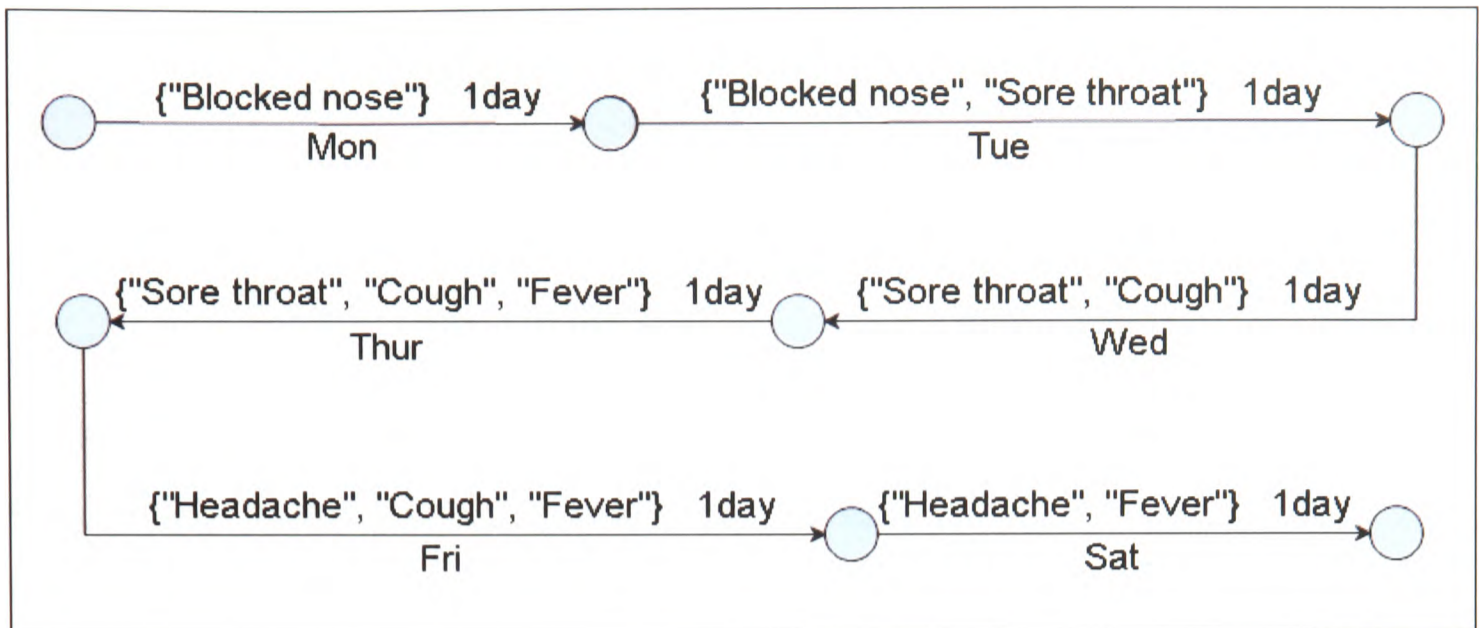 {"Blocked nose"} 1day
Mon
{"Blocked nose", "Sore throat"} 1day
Tue
{"Sore throat", "Cough"} 1day
Wed
{"Sore throat", "Cough", "Fever"} 1day
Thur
{"Headache", "Cough", "Fever"} 1day
Fri
{"Headache", "Fever"} 1day
Sat